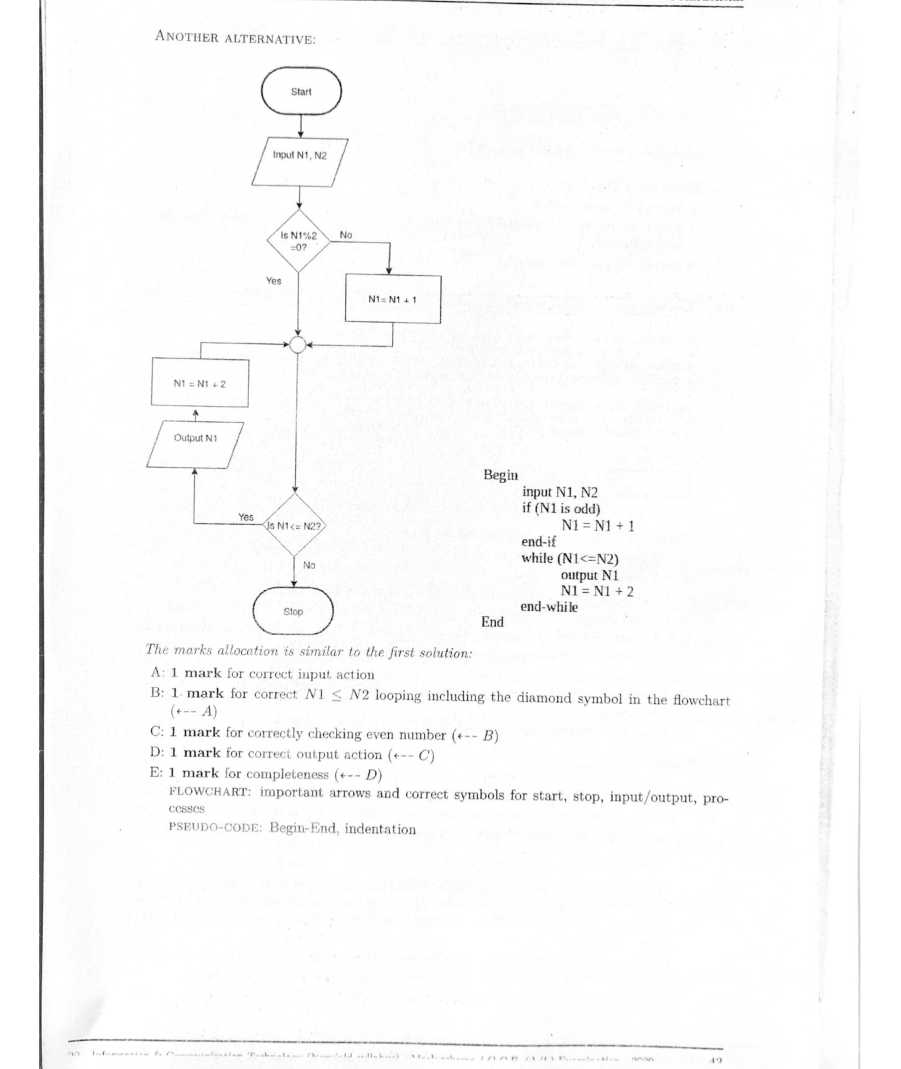 ANOTHER ALTERNATIVE:
Start
Input N1, N2
Is N1%2
=0?
No
Yes
N1= N1 + 1
N1 = N1 + 2
Output N1
Yes
Is N1<= N2?
No
Stop
Begin
input N1, N2
if (N1 is odd)
N1 = N1 + 1
end-if
while (N1<=N2)
output N1
N1 = N1 + 2
end-while
End
The marks allocation is similar to the first solution:
A: 1 mark for correct input action
B: 1 mark for correct N1 ≤ N2 looping including the diamond symbol in the flowchart
(←-- A)
C: 1 mark for correctly checking even number (←-- B)
D: 1 mark for correct output action (←-- C)
E: 1 mark for completeness (←-- D)
FLOWCHART: important arrows and correct symbols for start, stop, input/output, pro-
cesses
PSEUDO-CODE: Begin-End, indentation